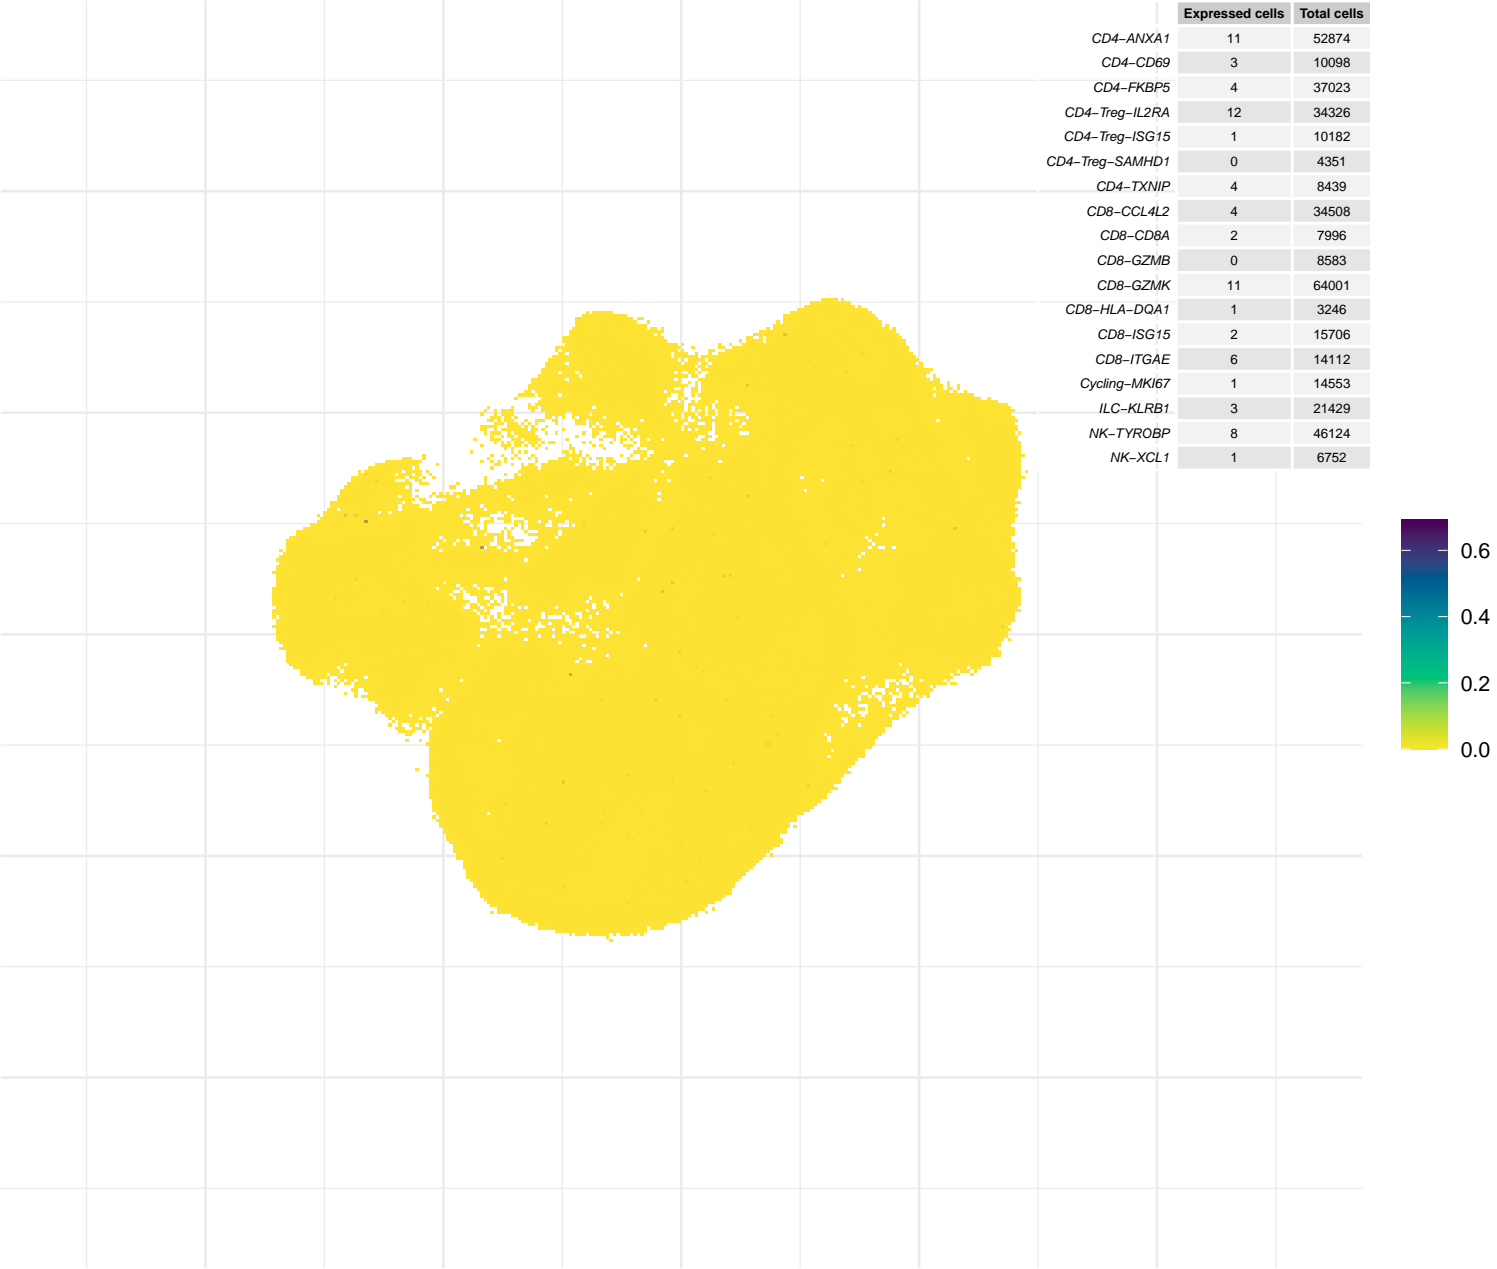 Expressed cells Total cells
CD4−ANXA1 11 52874
CD4−CD69 3 10098
CD4−FKBP5 4 37023
CD4−Treg−IL2RA 12 34326
CD4−Treg−ISG15 1 10182
CD4−Treg−SAMHD1 0 4351
CD4−TXNIP 4 8439
CD8−CCL4L2 4 34508
CD8−CD8A 2 7996
CD8−GZMB 0 8583
CD8−GZMK 11 64001
CD8−HLA−DQA1 1 3246
CD8−ISG15 2 15706
CD8−ITGAE 6 14112
Cycling−MKI67 1 14553
ILC−KLRB1 3 21429
NK−TYROBP 8 46124
NK−XCL1 1 6752
0.6
0.4
0.2
0.0